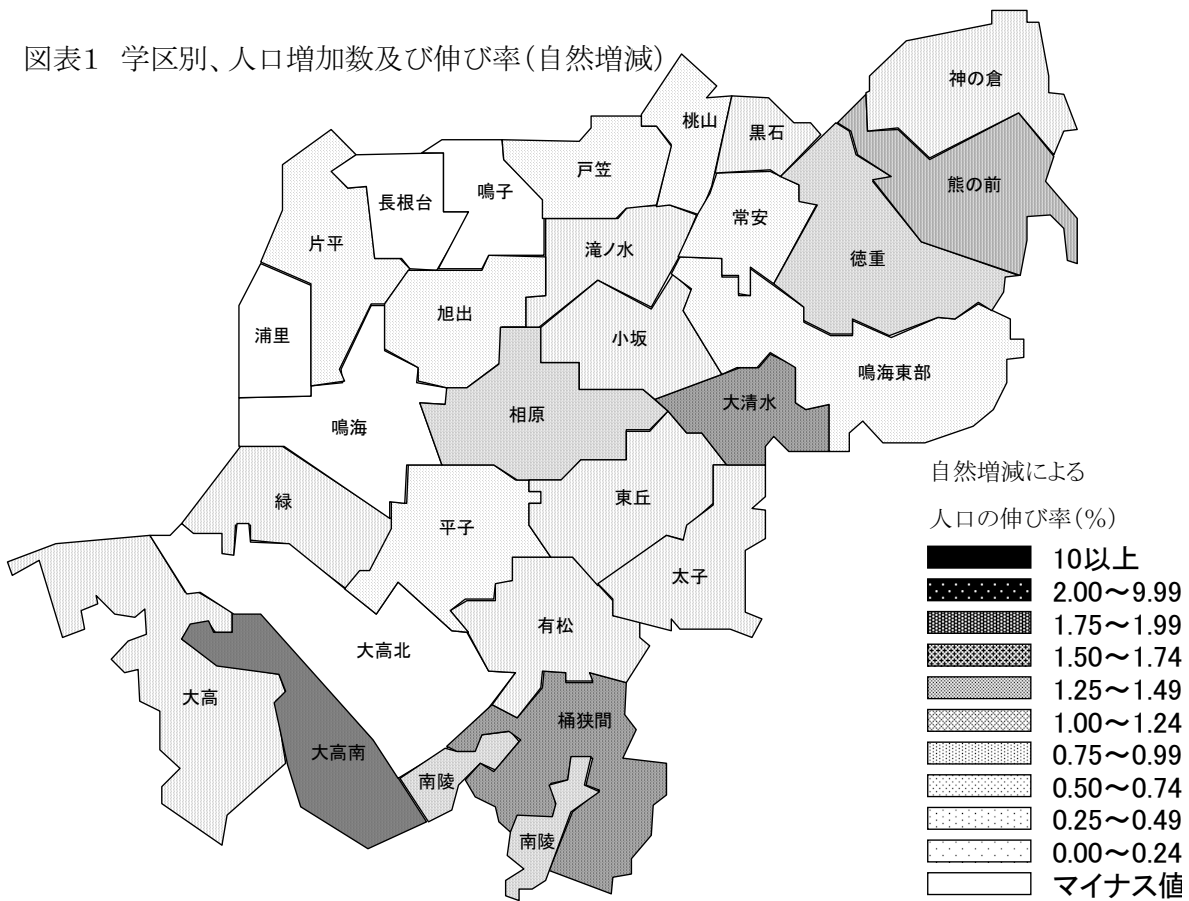 図表1 学区別、人口増加数及び伸び率(自然増減)
神の倉
桃山
黒石
戸笠
熊の前
鳴子
長根台
常安
片平
滝ノ水
徳重
旭出
浦里
小坂
鳴海東部
大清水
相原
鳴海
東丘
緑
平子
太子
有松
大高北
大高
桶狭間
大高南
南陵
南陵
自然増減による
人口の伸び率(%)
10以上
2.00～9.99
1.75～1.99
1.50～1.74
1.25～1.49
1.00～1.24
0.75～0.99
0.50～0.74
0.25～0.49
0.00～0.24
マイナス値